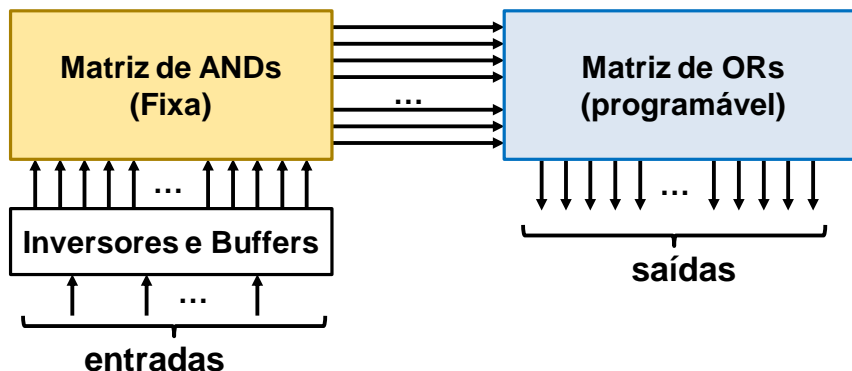 Matriz de ANDs
(Fixa)
...
Matriz de ORs
(programável)
...
...
Inversores e Buffers
saídas
...
entradas